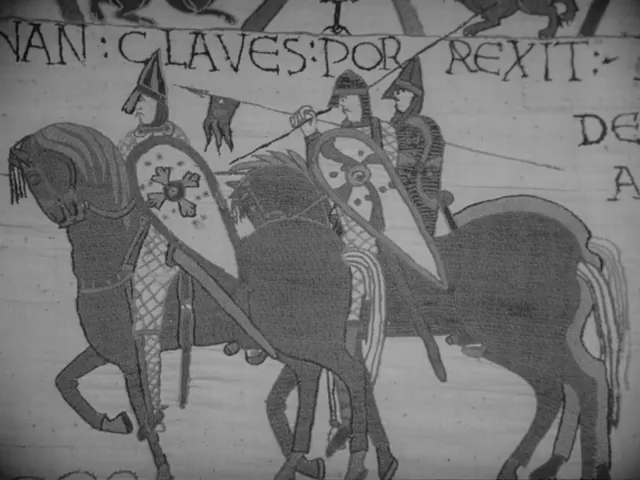 NAN : CLAVES : POR REXIT :-
DE
A